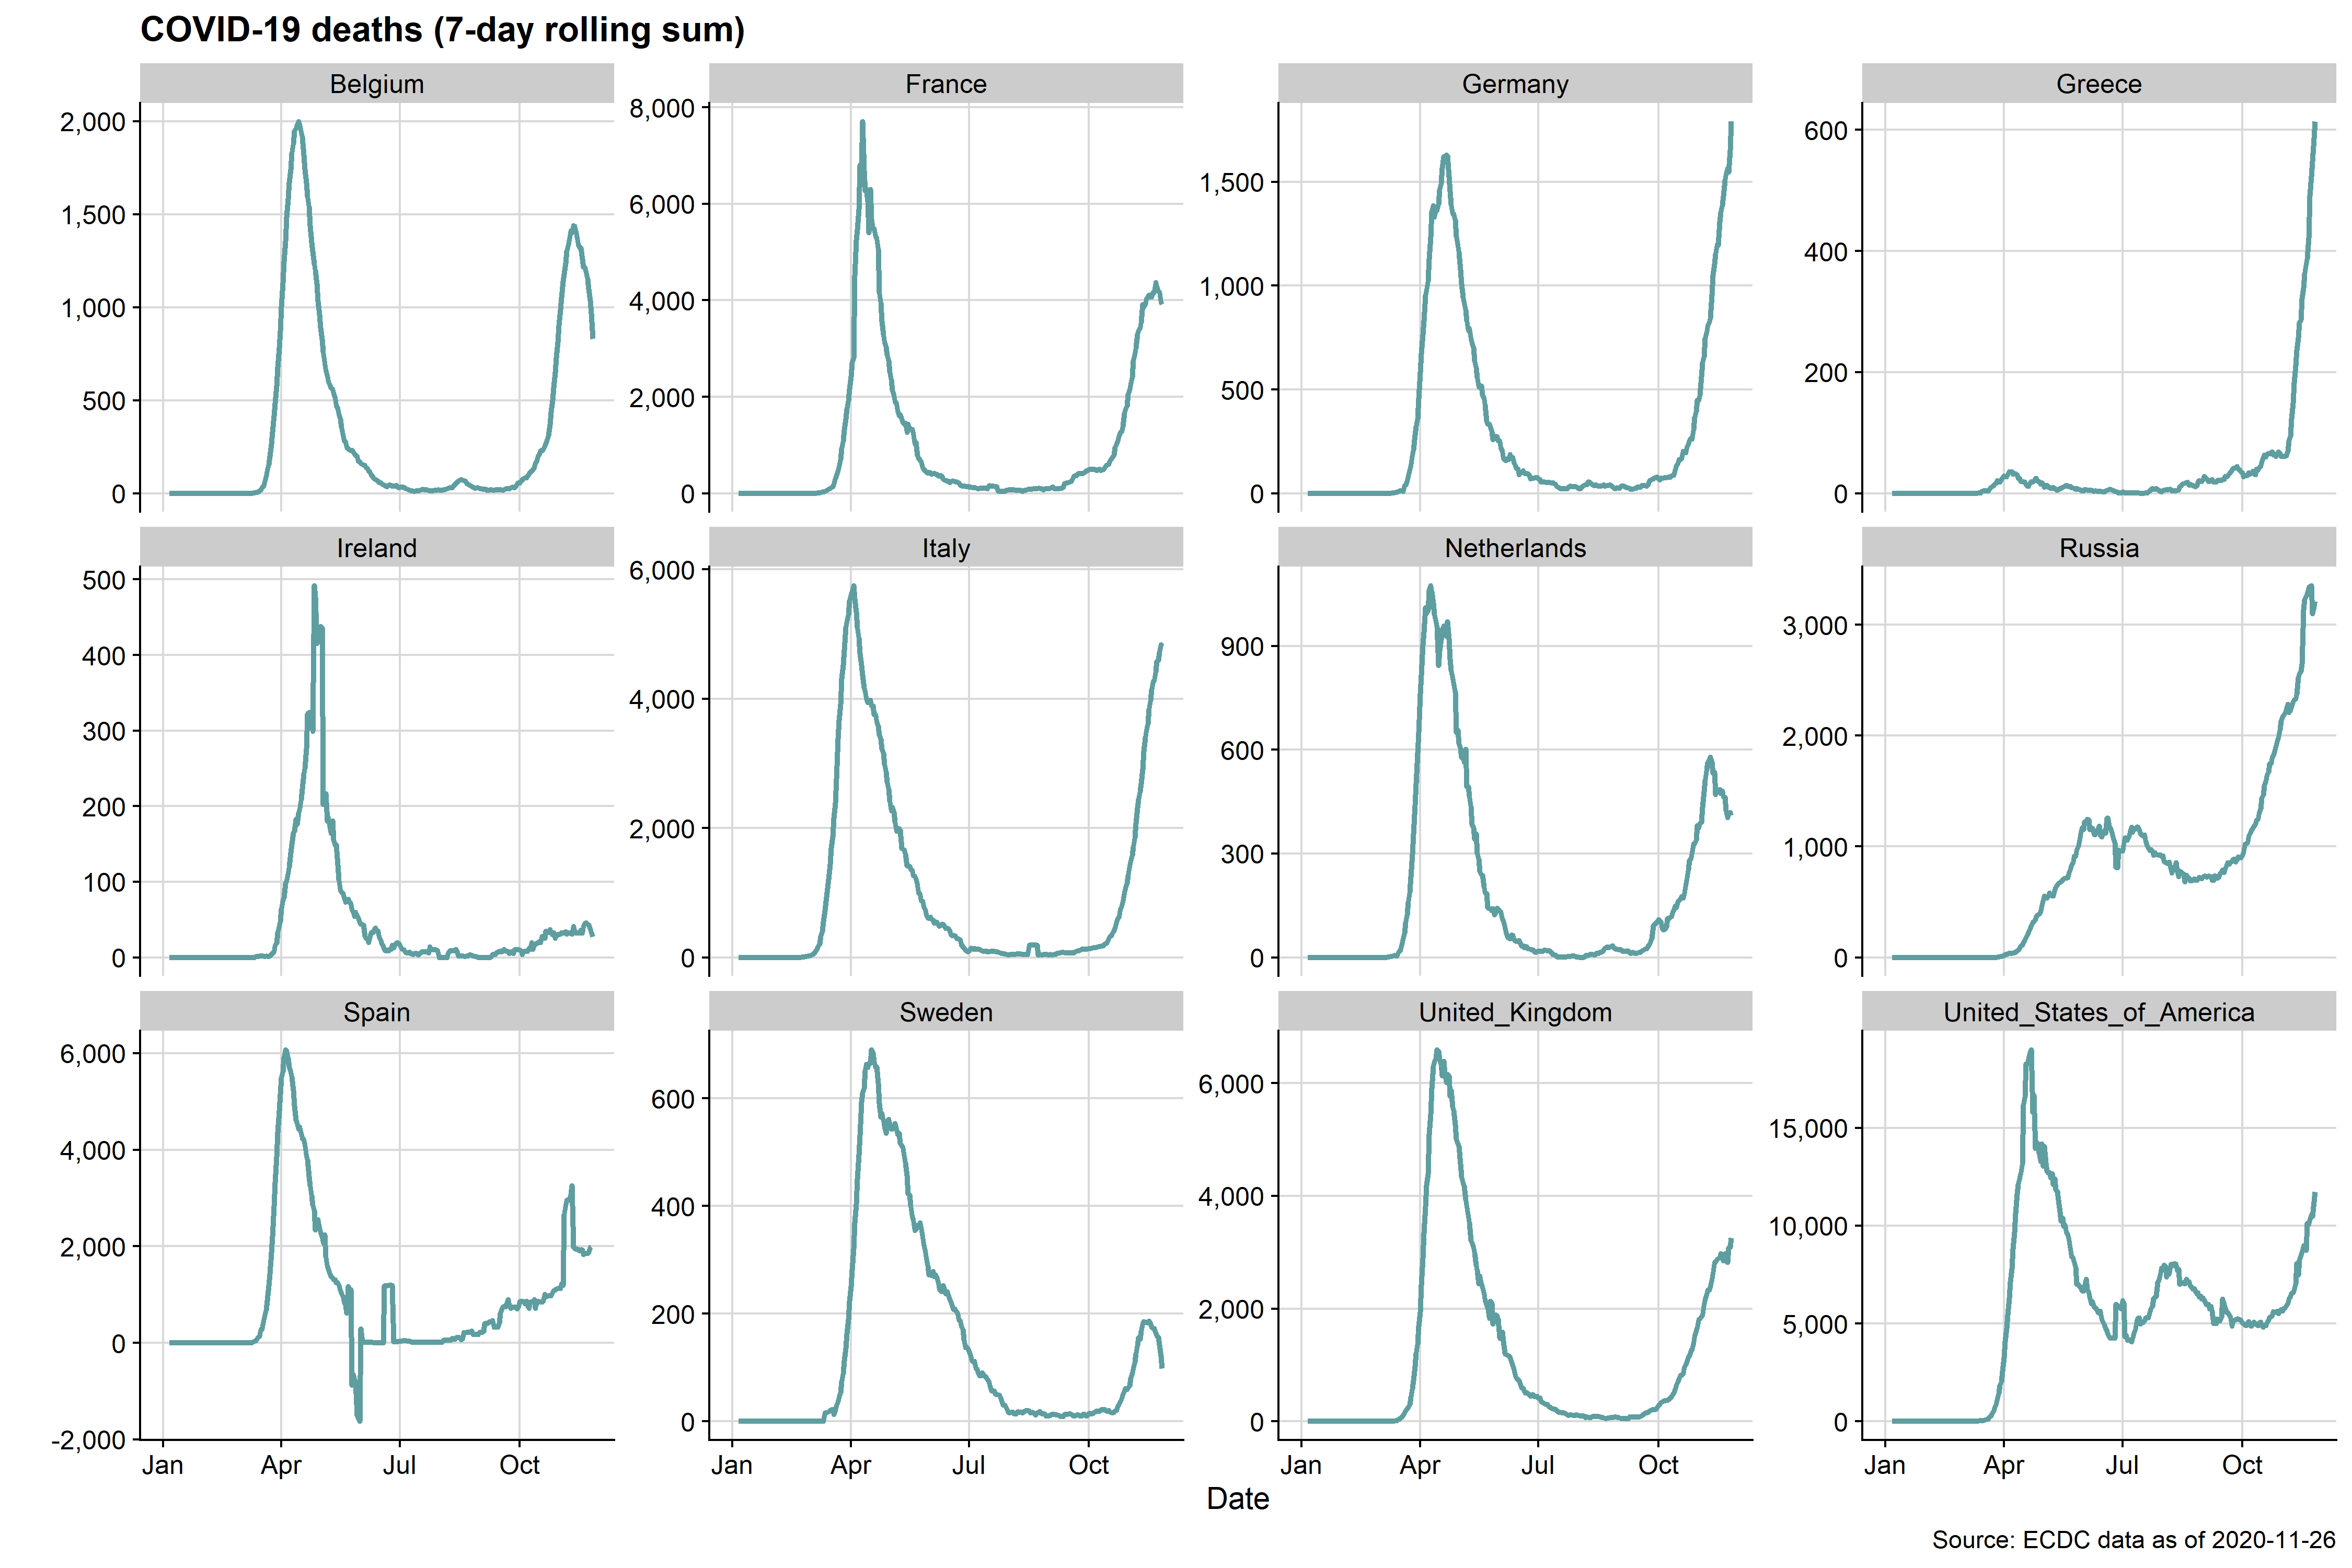 COVID-19 deaths (7-day rolling sum)
Belgium
France
Germany
Greece
2,000
1,500
1,000
500
0
8,000
6,000
4,000
2,000
0
1,500
1,000
500
0
600
400
200
0
Ireland
Italy
Netherlands
Russia
500
400
300
200
100
0
6,000
4,000
2,000
0
900
600
300
0
3,000
2,000
1,000
0
Spain
Sweden
United_Kingdom
United_States_of_America
6,000
4,000
2,000
0
-2,000
600
400
200
0
6,000
4,000
2,000
0
15,000
10,000
5,000
0
Jan Apr Jul Oct
Jan Apr Jul Oct
Jan Apr Jul Oct
Jan Apr Jul Oct
Date
Source: ECDC data as of 2020-11-26